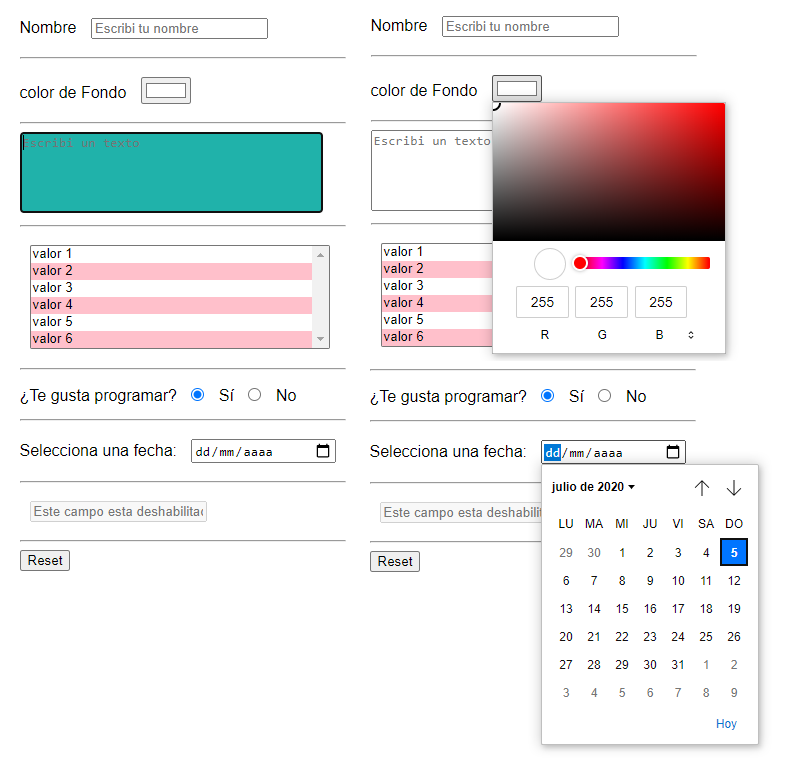 Nombre Escribi tu nombre
color de Fondo
escribi un texto
valor 1
valor 2
valor 3
valor 4
valor 5
valor 6
¿Te gusta programar? Sí No
Selecciona una fecha: dd/mm/aaaa
Este campo esta deshabilitac
Reset
Nombre Escribi tu nombre
color de Fondo
Escribi un texto
255 255 255
R G B
valor 1
valor 2
valor 3
valor 4
valor 5
valor 6
¿Te gusta programar? Sí No
Selecciona una fecha: dd/mm/aaaa
julio de 2020
LU MA MI JU VI SA DO
29 30 1 2 3 4 5
6 7 8 9 10 11 12
13 14 15 16 17 18 19
20 21 22 23 24 25 26
27 28 29 30 31 1 2
3 4 5 6 7 8 9
Hoy
Este campo esta deshabi
Reset